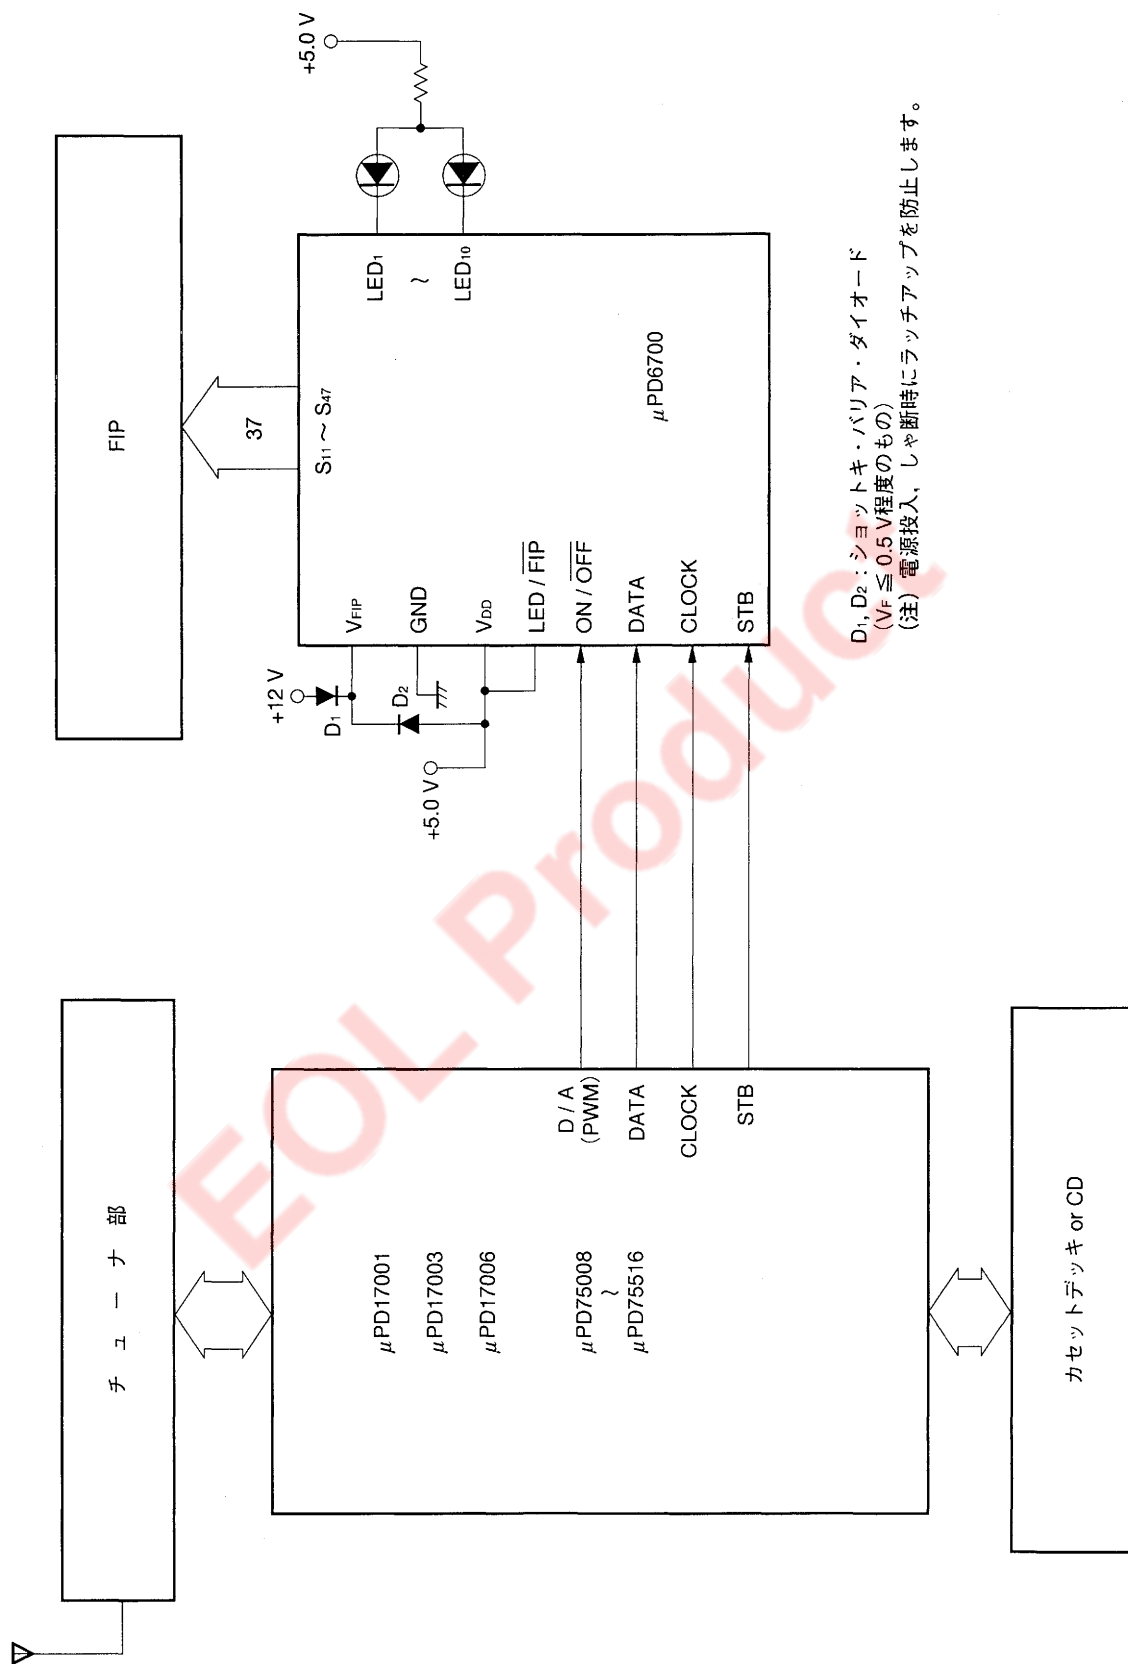 チューナ部
μPD17001
μPD17003
μPD17006
μPD75008
~
μPD75516
D / A
(PWM)
DATA
CLOCK
STB
カセットデッキ or CD
FIP
37
S11 ~ S47
+12 V
D1
D2
+5.0 V
VFIP
GND
VDD
LED / FIP
ON / OFF
DATA
CLOCK
STB
μPD6700
LED1
~
LED10
+5.0 V
D1, D2 : ショットキ・バリア・ダイオード
(VF ≦ 0.5 V程度のもの)
(注) 電源投入, しゃ断時にラッチアップを防止します。
EOL Product